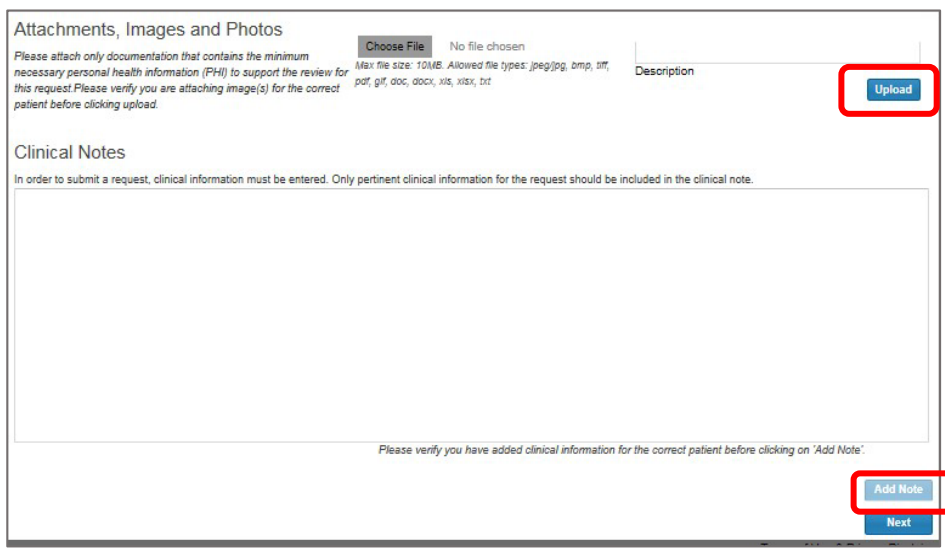 Attachments, Images and Photos
Please attach only documentation that contains the minimum
necessary personal health information (PHI) to support the review for
this request.Please verify you are attaching image(s) for the correct
patient before clicking upload.
Choose File No file chosen
Max file size: 10MB. Allowed file types: jpeg/jpg, bmp, tiff,
pdf, gif, doc, docx, xls, xlsx, txt
Description
Upload
Clinical Notes
In order to submit a request, clinical information must be entered. Only pertinent clinical information for the request should be included in the clinical note.
Please verify you have added clinical information for the correct patient before clicking on 'Add Note'.
Add Note
Next